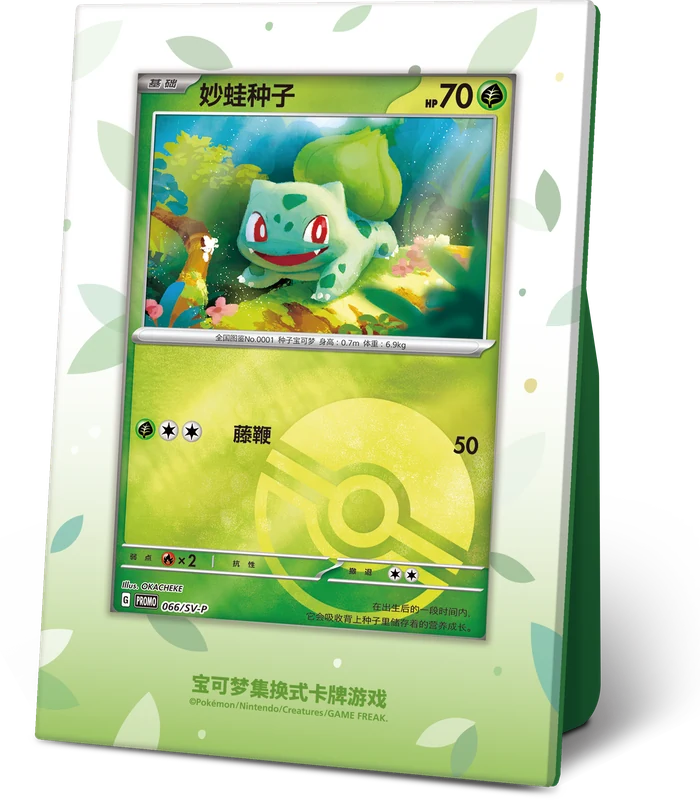 基础
妙蛙种子
HP70
全国图鉴No.0001 种子宝可梦 身高:0.7m 体重:6.9kg
藤鞭 50
弱点 ×2 抗性 撤退
Illus. OKACHEKE
G PROMO 066/SV-P
在出生后的一段时间内,
它会吸收背上种子里储存着的营养成长。
宝可梦集换式卡牌游戏
©Pokémon/Nintendo/Creatures/GAME FREAK.